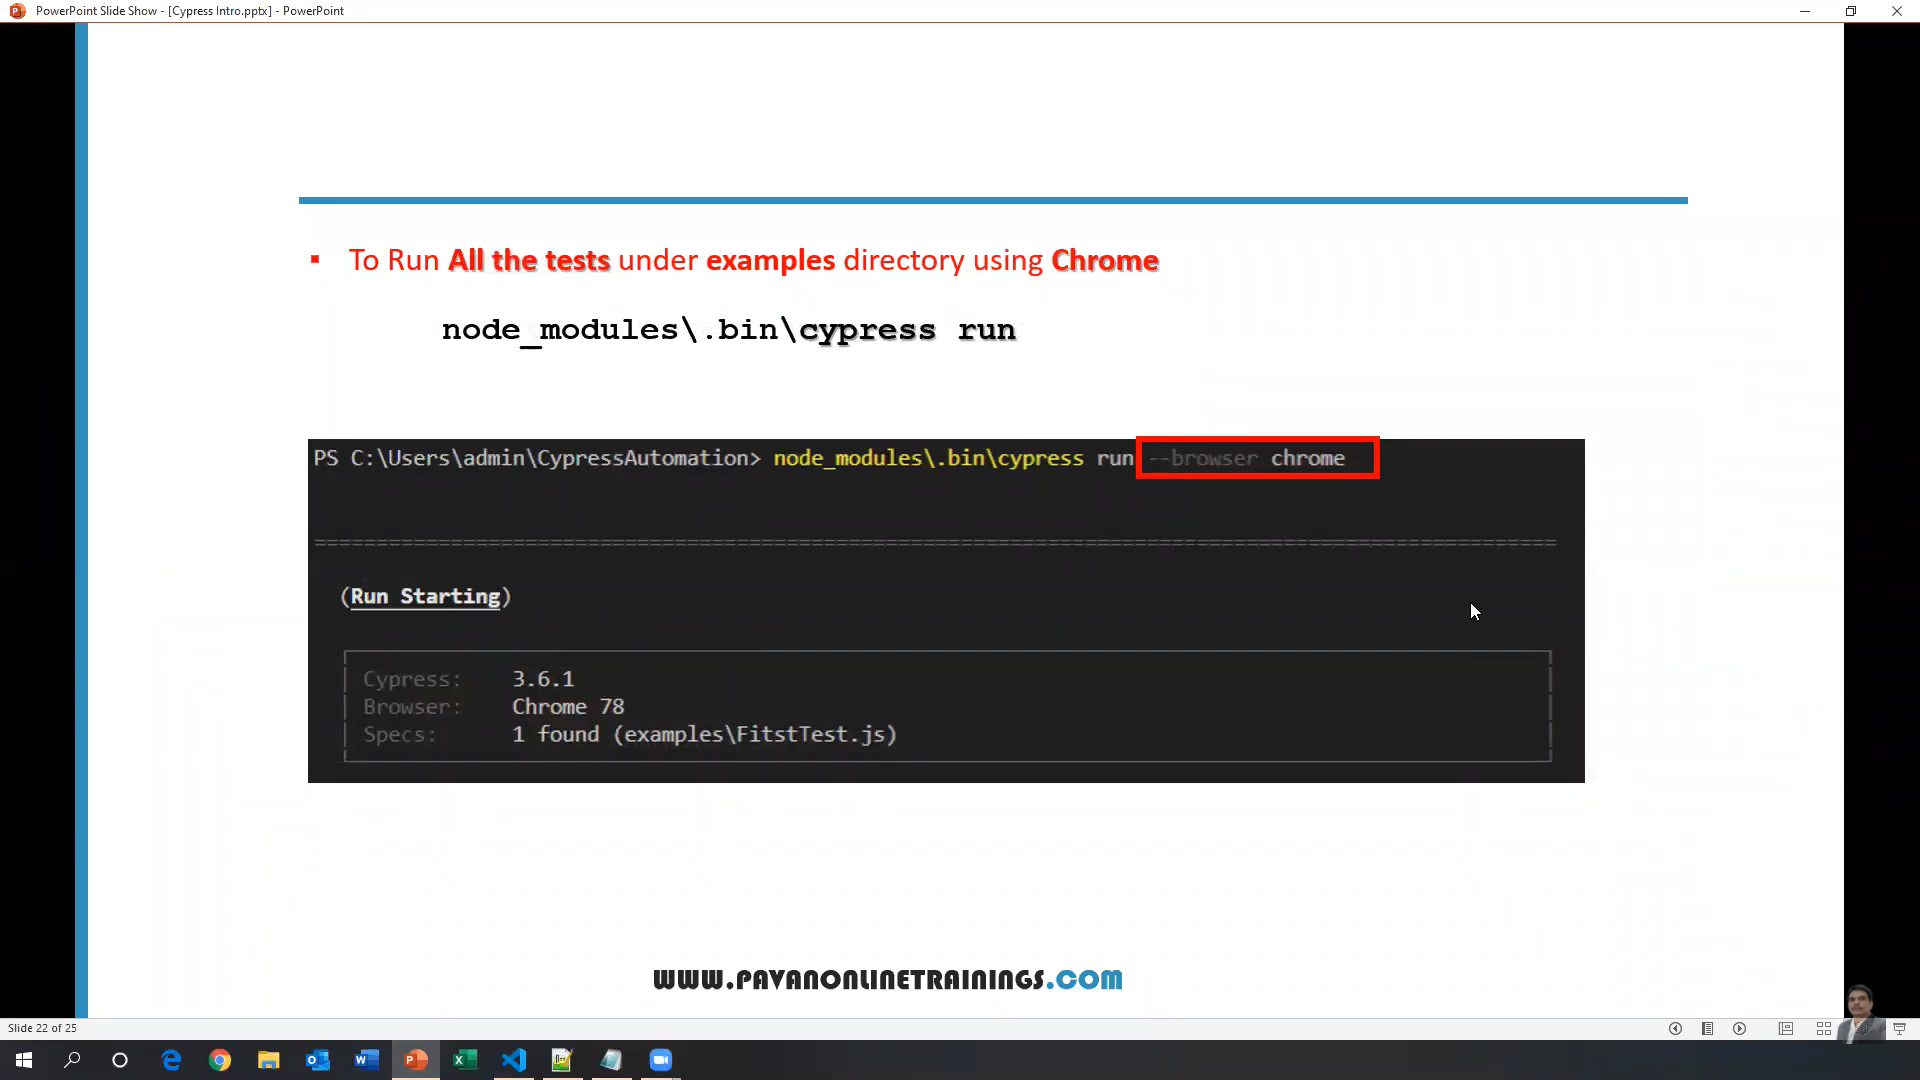 PowerPoint Slide Show - [Cypress Intro.pptx] - PowerPoint
▪ To Run All the tests under examples directory using Chrome
node_modules\.bin\cypress run
PS C:\Users\admin\CypressAutomation> node_modules\.bin\cypress run --browser chrome
====================================================================================================
(Run Starting)
Cypress: 3.6.1
Browser: Chrome 78
Specs: 1 found (examples\FitstTest.js)
WWW.PAVANONLINETRAININGS.COM
Slide 22 of 25